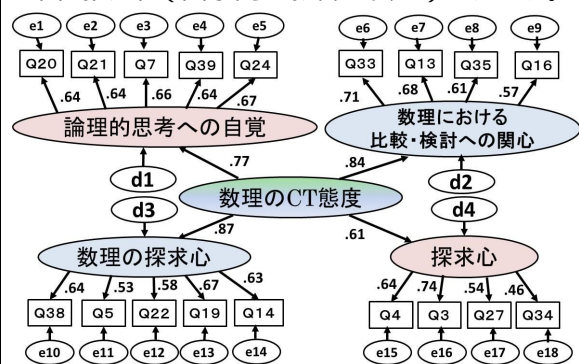 e1 e2 e3 e4 e5 e6 e7 e8 e9
Q20 Q21 Q7 Q39 Q24 Q33 Q13 Q35 Q16
.64 .64 .66 .64 .67 .71 .68 .61 .57
論理的思考への自覚
数理における
比較・検討への関心
.77 .84
d1 d2
数理のCT態度
d3 d4
.87 .61
数理の探求心 探求心
.64 .53 .58 .67 .63 .64 .74 .54 .46
Q38 Q5 Q22 Q19 Q14 Q4 Q3 Q27 Q34
e10 e11 e12 e13 e14 e15 e16 e17 e18